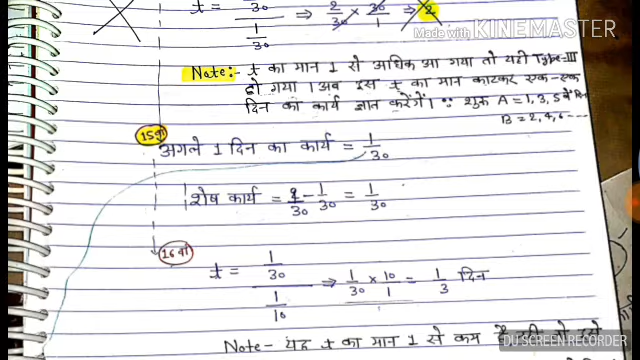 t = 1/30 ⇒ 2/30 × 30/1 ⇒ 2
Made with KINEMASTER
Note:- t का मान 1 से अधिक आ गया तो यही Type-III
हो गया। अब इस t का मान काटकर एक-एक
दिन का कार्य ज्ञात करेंगे। ∵ शुरू A = 1, 3, 5 वें दिन
B = 2, 4, 6 ----
15वाँ
अगले 1 दिन का कार्य = 1/30
शेष कार्य = 2/30 - 1/30 = 1/30
16वाँ
t = 1/30 / 1/10 ⇒ 1/30 × 10/1 = 1/3 दिन
Note- यह t का मान 1 से कम है
DU SCREEN RECORDER